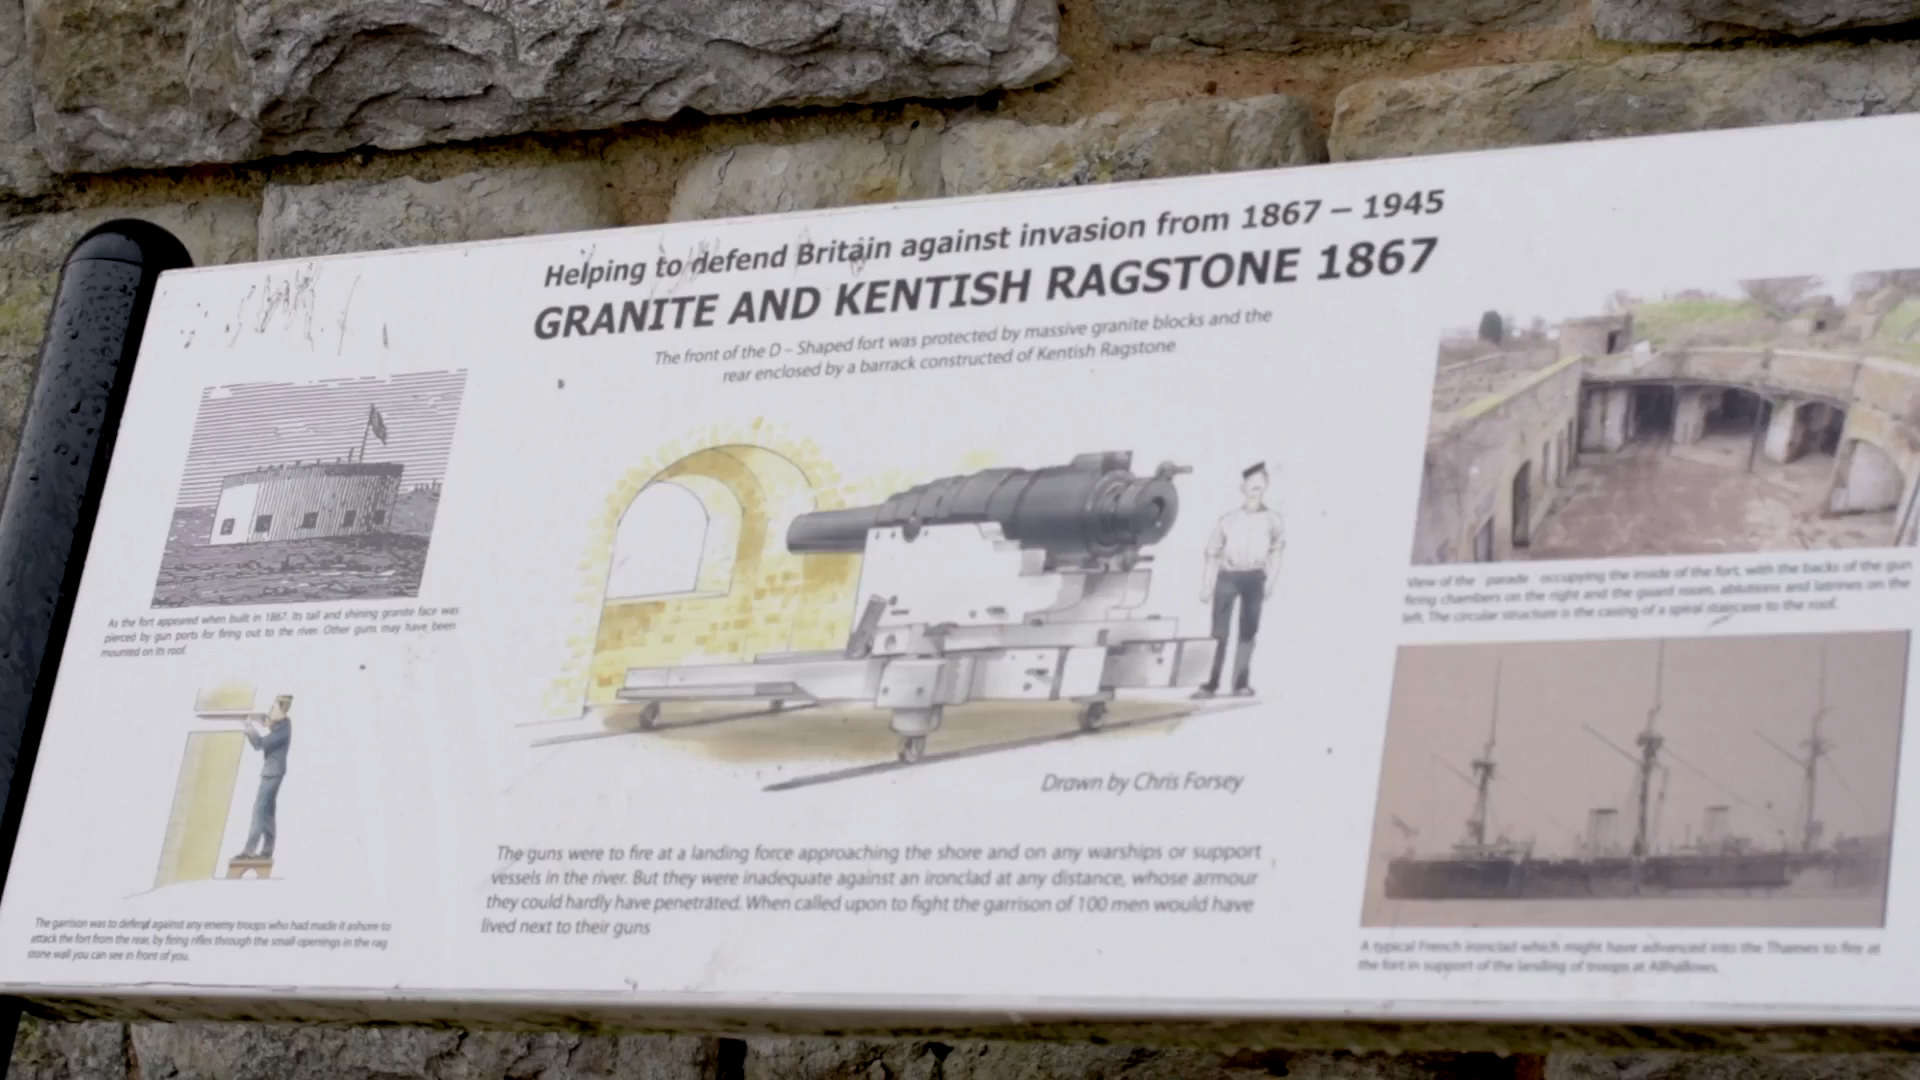 Helping to defend Britain against invasion from 1867 – 1945
GRANITE AND KENTISH RAGSTONE 1867
The front of the D – Shaped fort was protected by massive granite blocks and the
rear enclosed by a barrack constructed of Kentish Ragstone
As the fort appeared when built in 1867. Its tall and shining granite face was
pierced by gun ports for firing out to the river. Other guns may have been
mounted on its roof.
The garrison was to defend against any enemy troops who had made it ashore to
attack the fort from the rear, by firing rifles through the small openings in the rag
stone wall you can see in front of you.
Drawn by Chris Forsey
The guns were to fire at a landing force approaching the shore and on any warships or support
vessels in the river. But they were inadequate against an ironclad at any distance, whose armour
they could hardly have penetrated. When called upon to fight the garrison of 100 men would have
lived next to their guns
View of the parade occupying the inside of the fort, with the backs of the gun
firing chambers on the right and the guard room, ablutions and latrines on the
left. The circular structure is the casing of a spiral staircase to the roof.
A typical French ironclad which might have advanced into the Thames to fire at
the fort in support of the landing of troops at Allhallows.